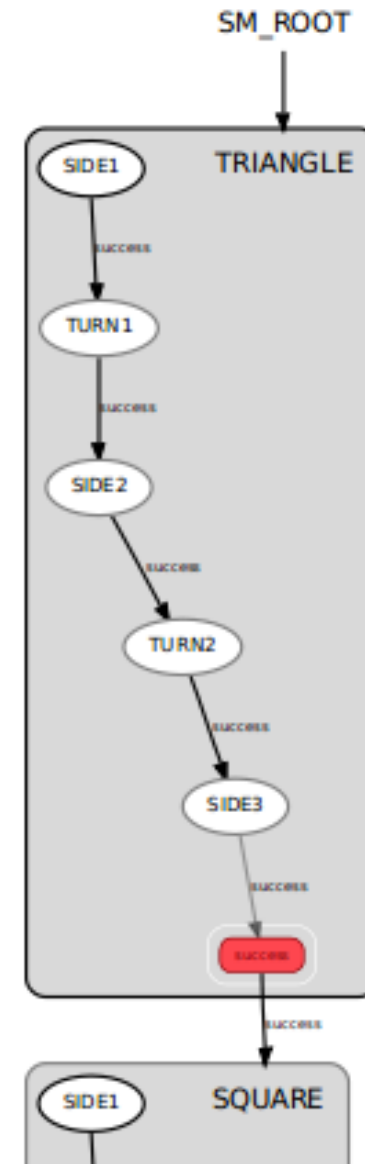 SM_ROOT
TRIANGLE
SIDE1
success
TURN1
success
SIDE2
success
TURN2
success
SIDE3
success
success
success
SQUARE
SIDE1